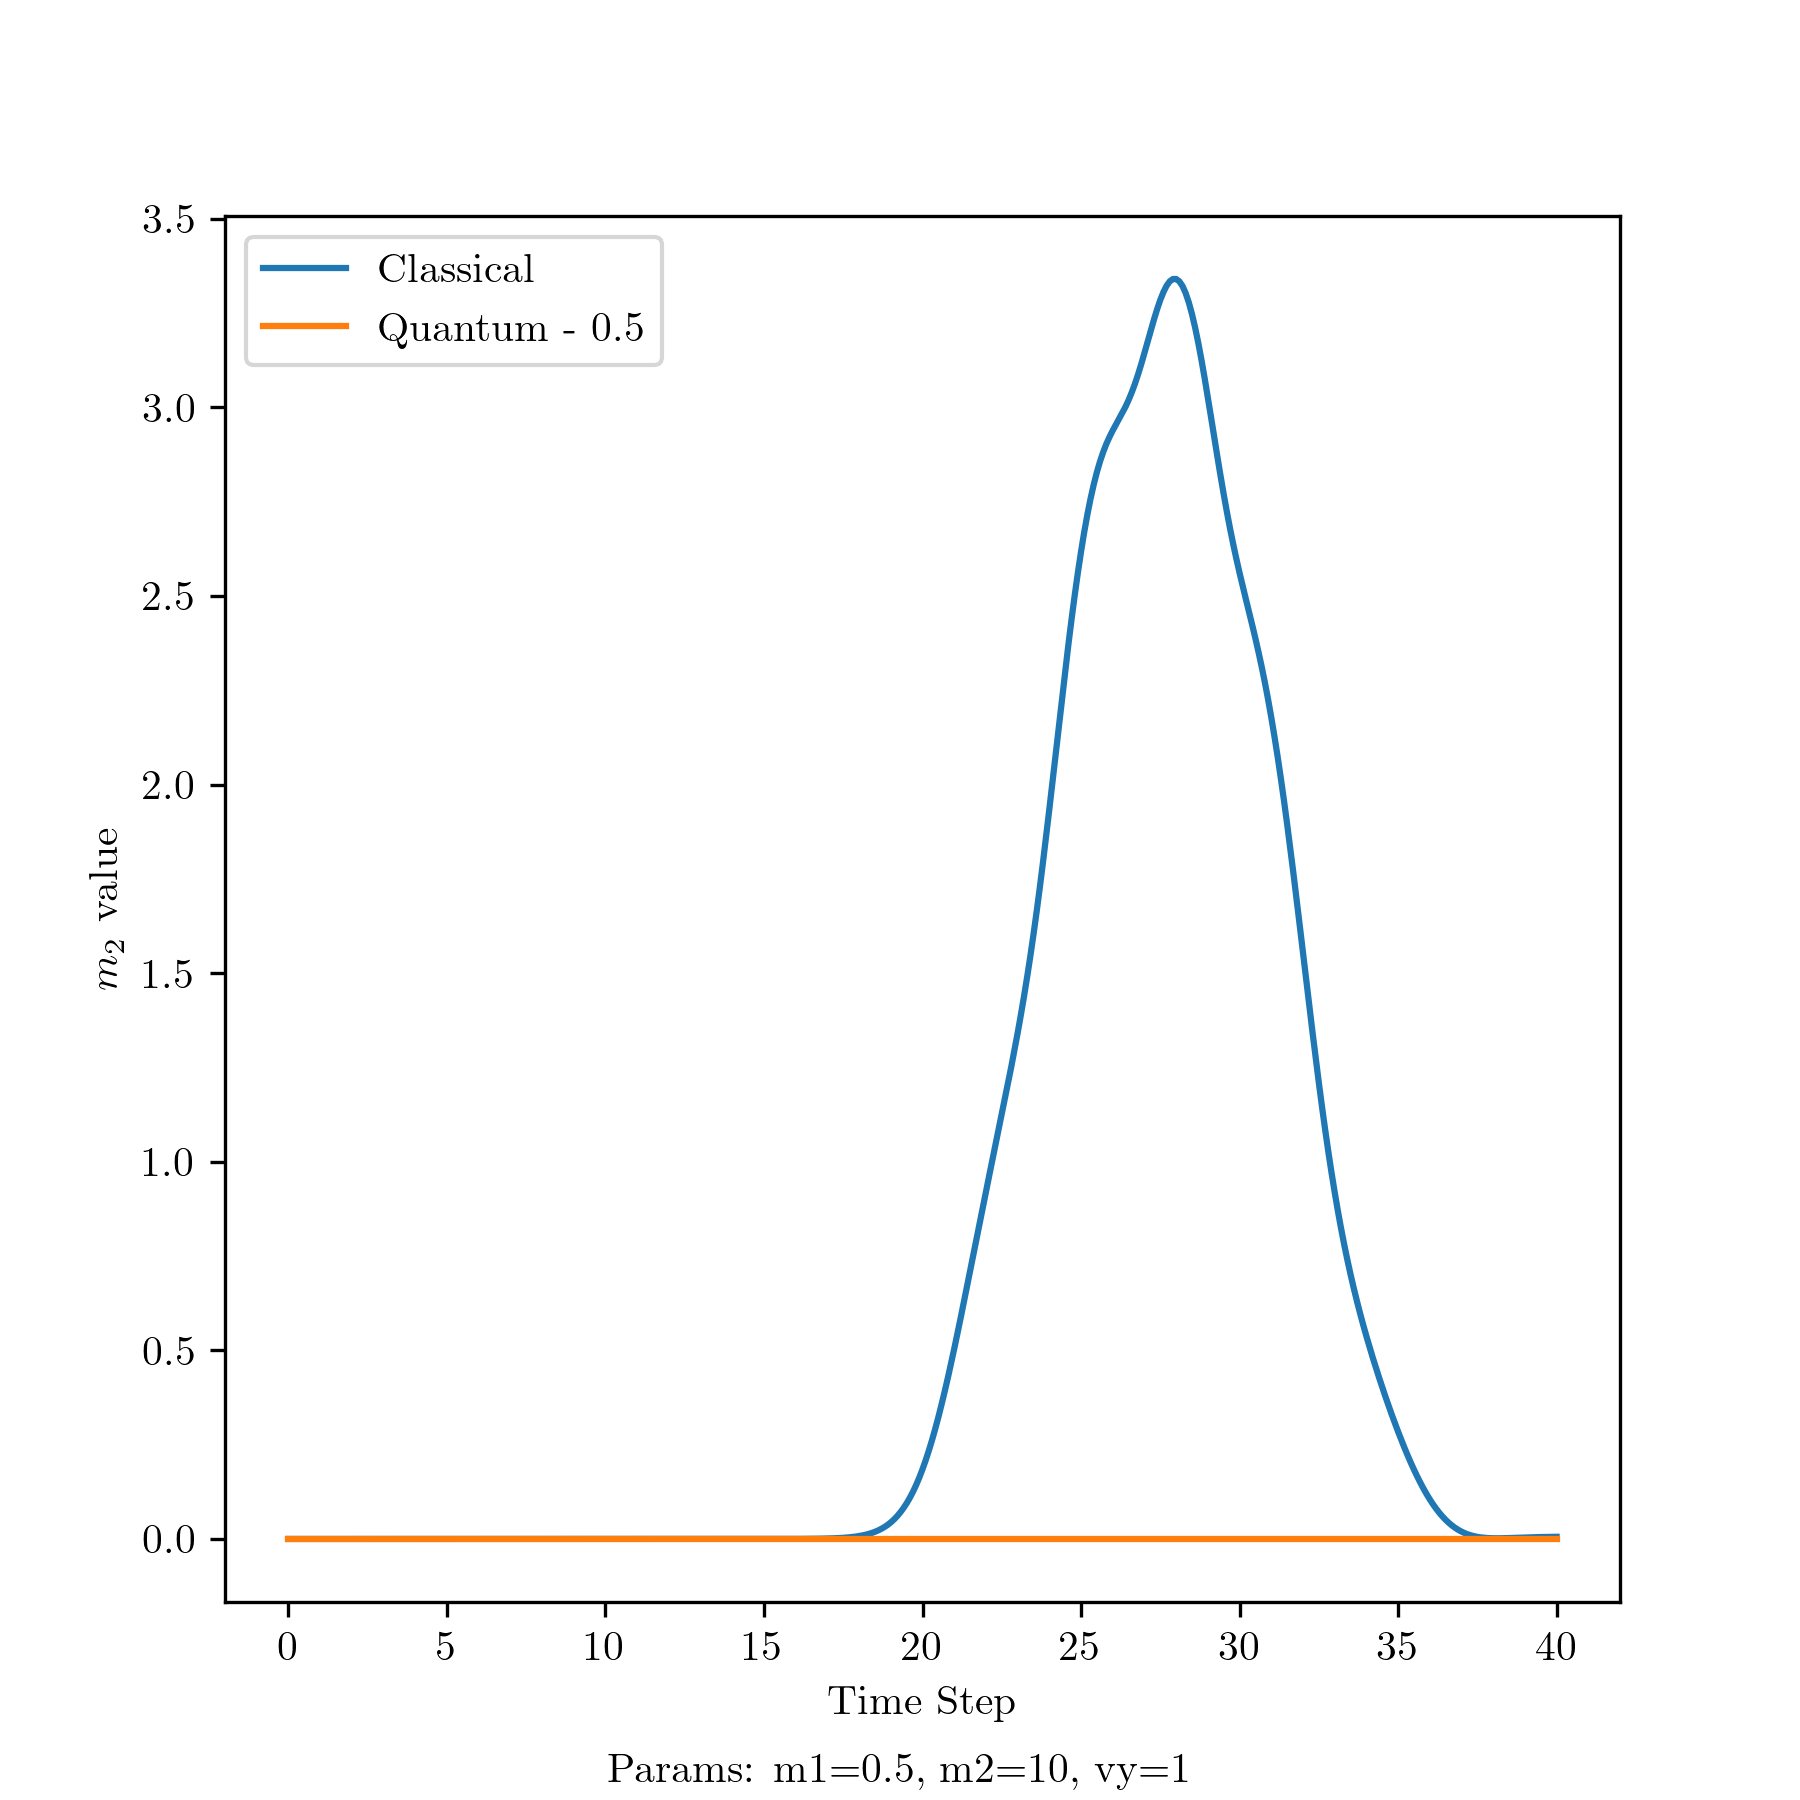 3.5
Classical
Quantum - 0.5
3.0
2.5
2.0
m₂ value
1.5
1.0
0.5
0.0
0 5 10 15 20 25 30 35 40
Time Step
Params: m1=0.5, m2=10, vy=1